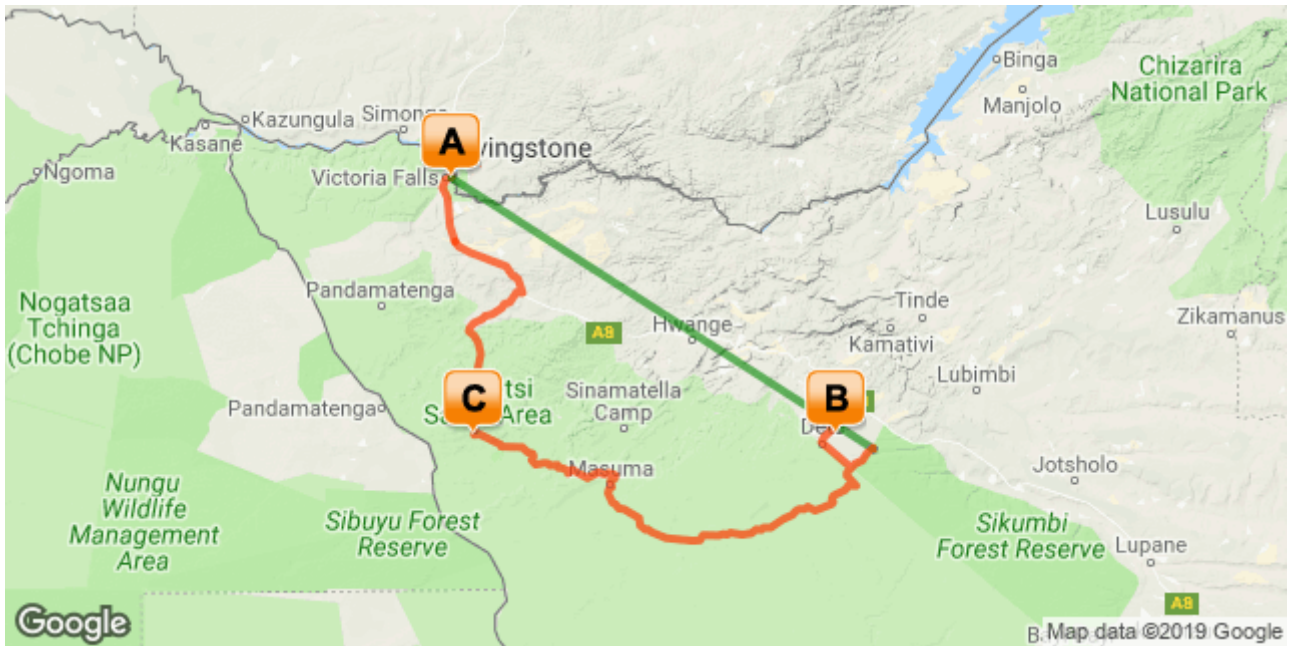 Binga
Chizarira
National Park
Manjolo
Kazungula
Simonga
Kasane
A
vingstone
Ngoma
Victoria Falls
Lusulu
Pandamatenga
Nogatsaa
Tchinga
(Chobe NP)
Tinde
Zikamanus
A8
Hwange
Kamativi
Lubimbi
C
tsi
Sinamatella
Camp
B
Pandamatenga
Area
De
Masuma
Jotsholo
Nungu
Wildlife
Management
Area
Sibuyu Forest
Reserve
Sikumbi
Forest Reserve
Lupane
A8
Google
Map data ©2019 Google